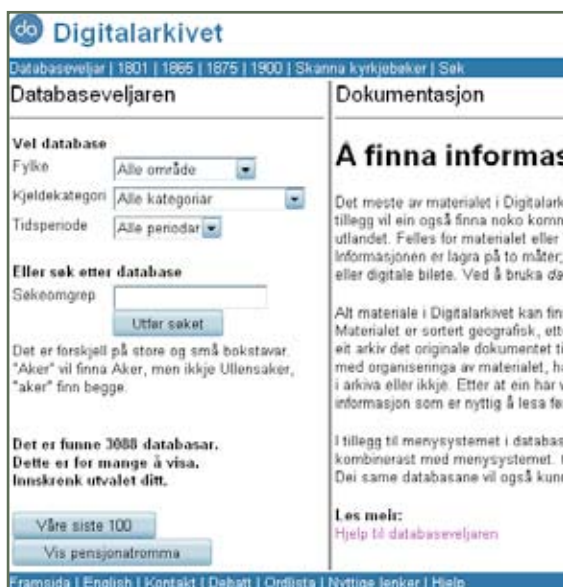 do Digitalarkivet
Databaseveljar | 1801 | 1865 | 1875 | 1900 | Skanna kyrkjebøker | Søk
Databaseveljaren
Vel database
Fylke Alle område
Kjeldekategori Alle kategoriar
Tidsperiode Alle periodar
Eller søk etter database
Søkeomgrep
Utfør søket
Det er forskjell på store og små bokstavar.
"Aker" vil finna Aker, men ikkje Ullensaker,
"aker" finn begge.
Det er funne 3088 databasar.
Dette er for mange å visa.
Innskrenk utvalet ditt.
Våre siste 100
Vis pensjonatromma
Dokumentasjon
Å finna informas
Det meste av materialet i Digitalark
tillegg vil ein også finna noko komm
utlandet. Felles for materialet eller
Informasjonen er lagra på to måter;
eller digitale bilete. Ved å bruka da
Alt materiale i Digitalarkivet kan fin
Materialet er sortert geografisk, ett
eit arkiv det originale dokumentet ti
med organiseringa av materialet, ha
i arkiva eller ikkje. Etter at ein har v
informasjon som er nyttig å lesa fø
I tillegg til menysystemet i databas
kombinerast med menysystemet.
Dei same databasane vil også kunn
Les meir:
Hjelp til databaseveljaren
Framsida | English | Kontakt | Debatt | Ordlista | Nyttige lenker | Hjelp